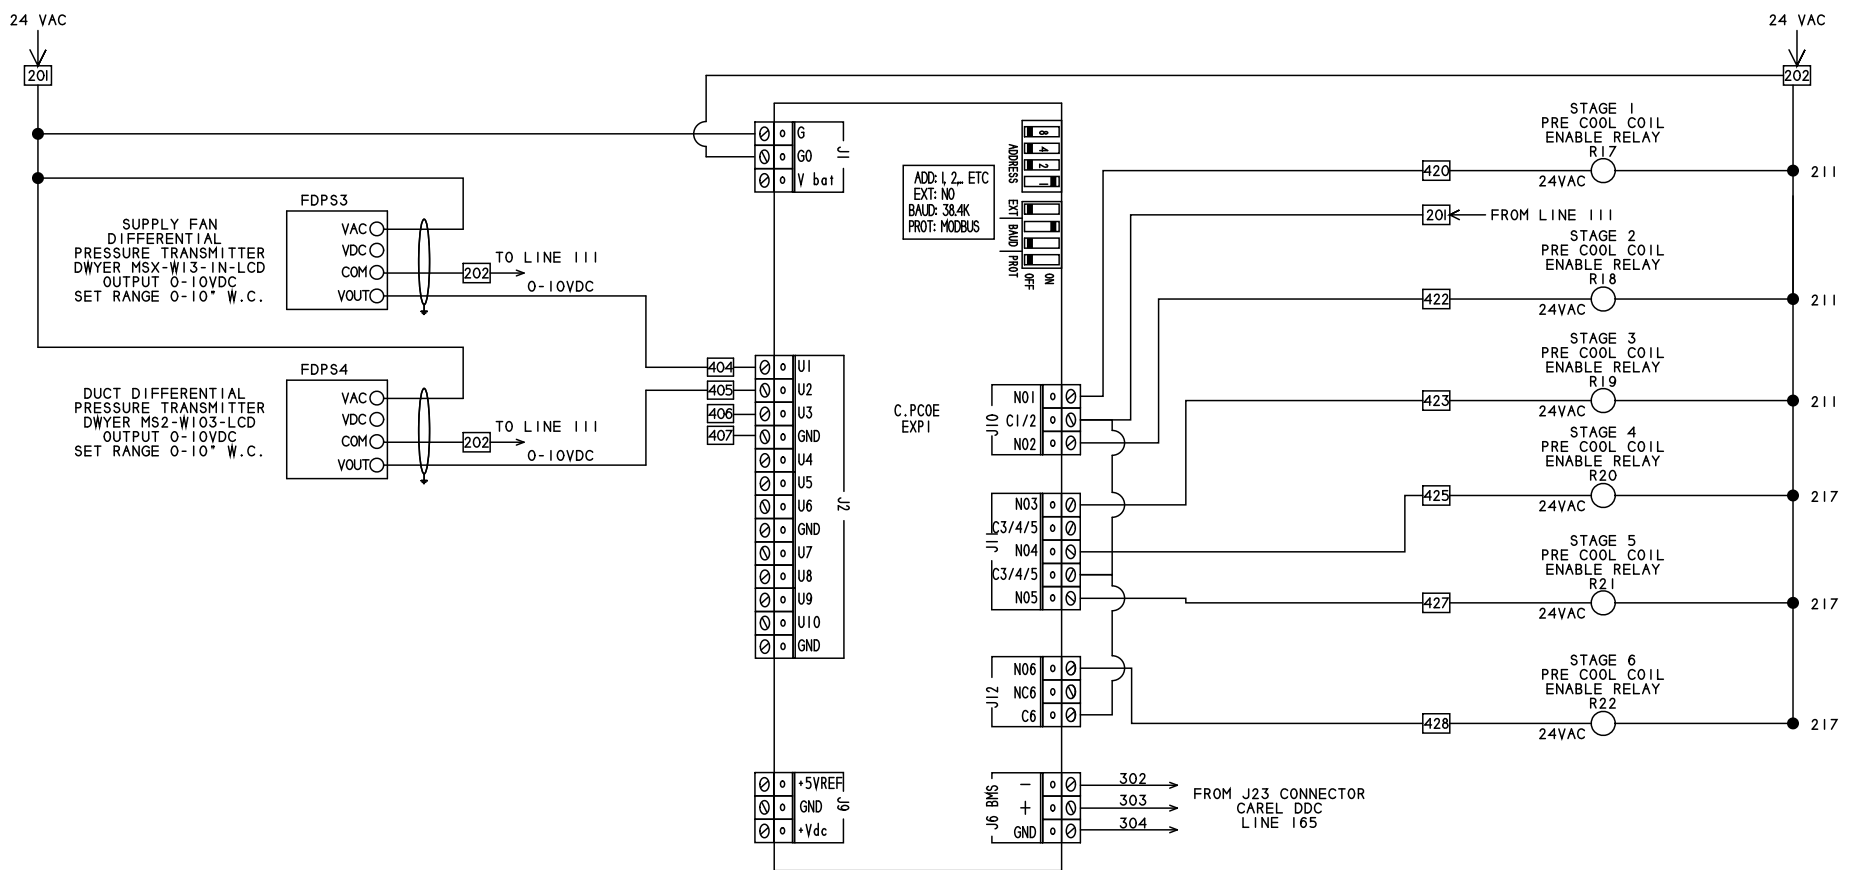 24 VAC
201
24 VAC
202
G
G0
V bat
J1
ADDRESS
8
4
2
1
EXT
BAUD
PROT
OFF
ON
ADD: 1, 2,.. ETC
EXT: NO
BAUD: 38.4K
PROT: MODBUS
FDPS3
SUPPLY FAN
DIFFERENTIAL
PRESSURE TRANSMITTER
DWYER MSX-W13-IN-LCD
OUTPUT 0-10VDC
SET RANGE 0-10" W.C.
VAC
VDC
COM
VOUT
202
TO LINE 111
0-10VDC
FDPS4
DUCT DIFFERENTIAL
PRESSURE TRANSMITTER
DWYER MS2-W103-LCD
OUTPUT 0-10VDC
SET RANGE 0-10" W.C.
VAC
VDC
COM
VOUT
202
TO LINE 111
0-10VDC
404
405
406
407
U1
U2
U3
GND
U4
U5
U6
GND
U7
U8
U9
U10
GND
J2
C.PCOE
EXP1
+5VREF
GND
+Vdc
J9
J10
NO1
C1/2
NO2
J11
NO3
C3/4/5
NO4
C3/4/5
NO5
J12
NO6
NC6
C6
J6 BMS
-
+
GND
302
303
304
FROM J23 CONNECTOR
CAREL DDC
LINE 165
STAGE 1
PRE COOL COIL
ENABLE RELAY
R17
420
24VAC
211
201
FROM LINE 111
STAGE 2
PRE COOL COIL
ENABLE RELAY
R18
422
24VAC
211
STAGE 3
PRE COOL COIL
ENABLE RELAY
R19
423
24VAC
211
STAGE 4
PRE COOL COIL
ENABLE RELAY
R20
425
24VAC
217
STAGE 5
PRE COOL COIL
ENABLE RELAY
R21
427
24VAC
217
STAGE 6
PRE COOL COIL
ENABLE RELAY
R22
428
24VAC
217